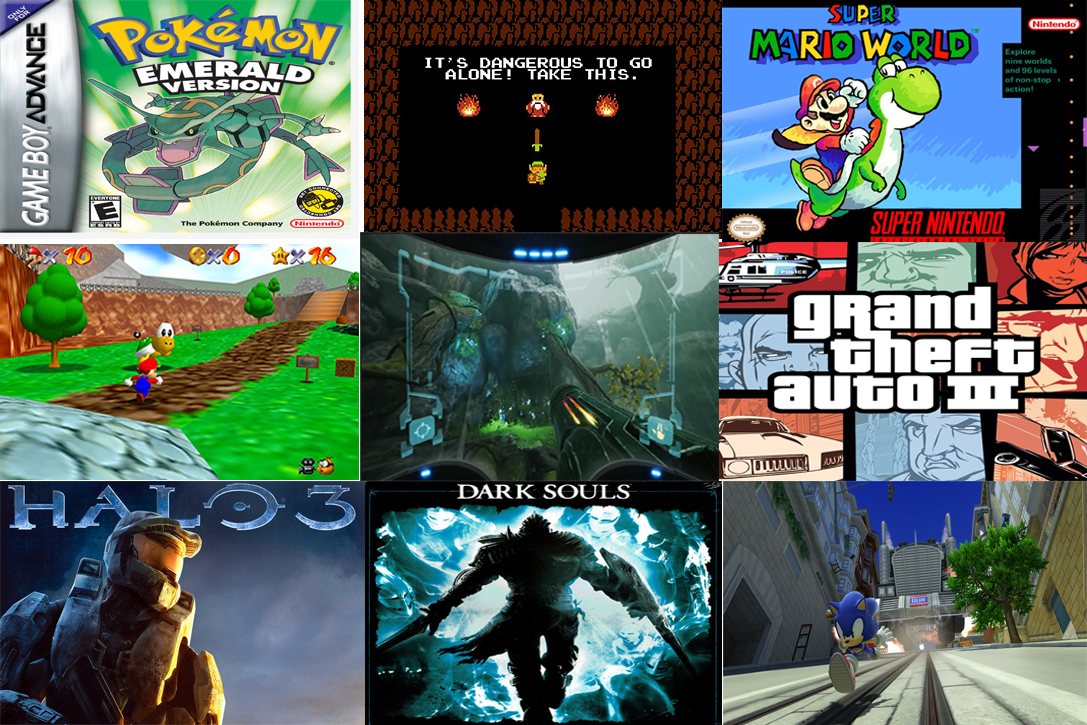 ONLY FOR
GAME BOY ADVANCE
POKéMON
EMERALD
VERSION
EVERYONE
E
ESRB
The Pokémon Company
Nintendo
IT'S DANGEROUS TO GO
ALONE! TAKE THIS.
SUPER
MARIO WORLD
TM
Nintendo
Explore
nine worlds
and 96 levels
of non-stop
action!
SUPER NINTENDO
×10
×0
×16
POLICE
grand
theft
auto III
HALO 3
DARK SOULS
GUN